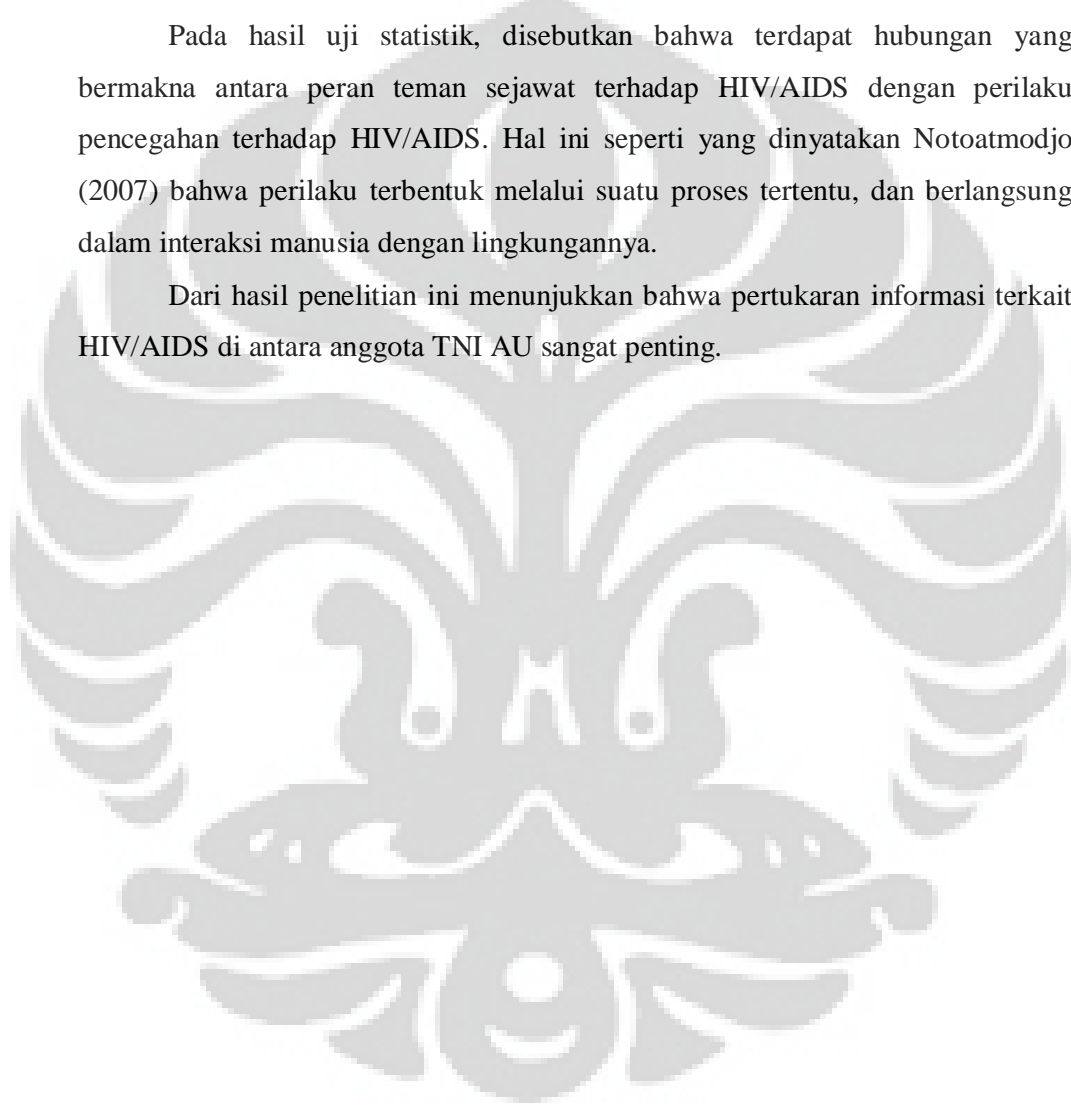 Pada hasil uji statistik, disebutkan bahwa terdapat hubungan yang
bermakna antara peran teman sejawat terhadap HIV/AIDS dengan perilaku
pencegahan terhadap HIV/AIDS. Hal ini seperti yang dinyatakan Notoatmodjo
(2007) bahwa perilaku terbentuk melalui suatu proses tertentu, dan berlangsung
dalam interaksi manusia dengan lingkungannya.
Dari hasil penelitian ini menunjukkan bahwa pertukaran informasi terkait
HIV/AIDS di antara anggota TNI AU sangat penting.